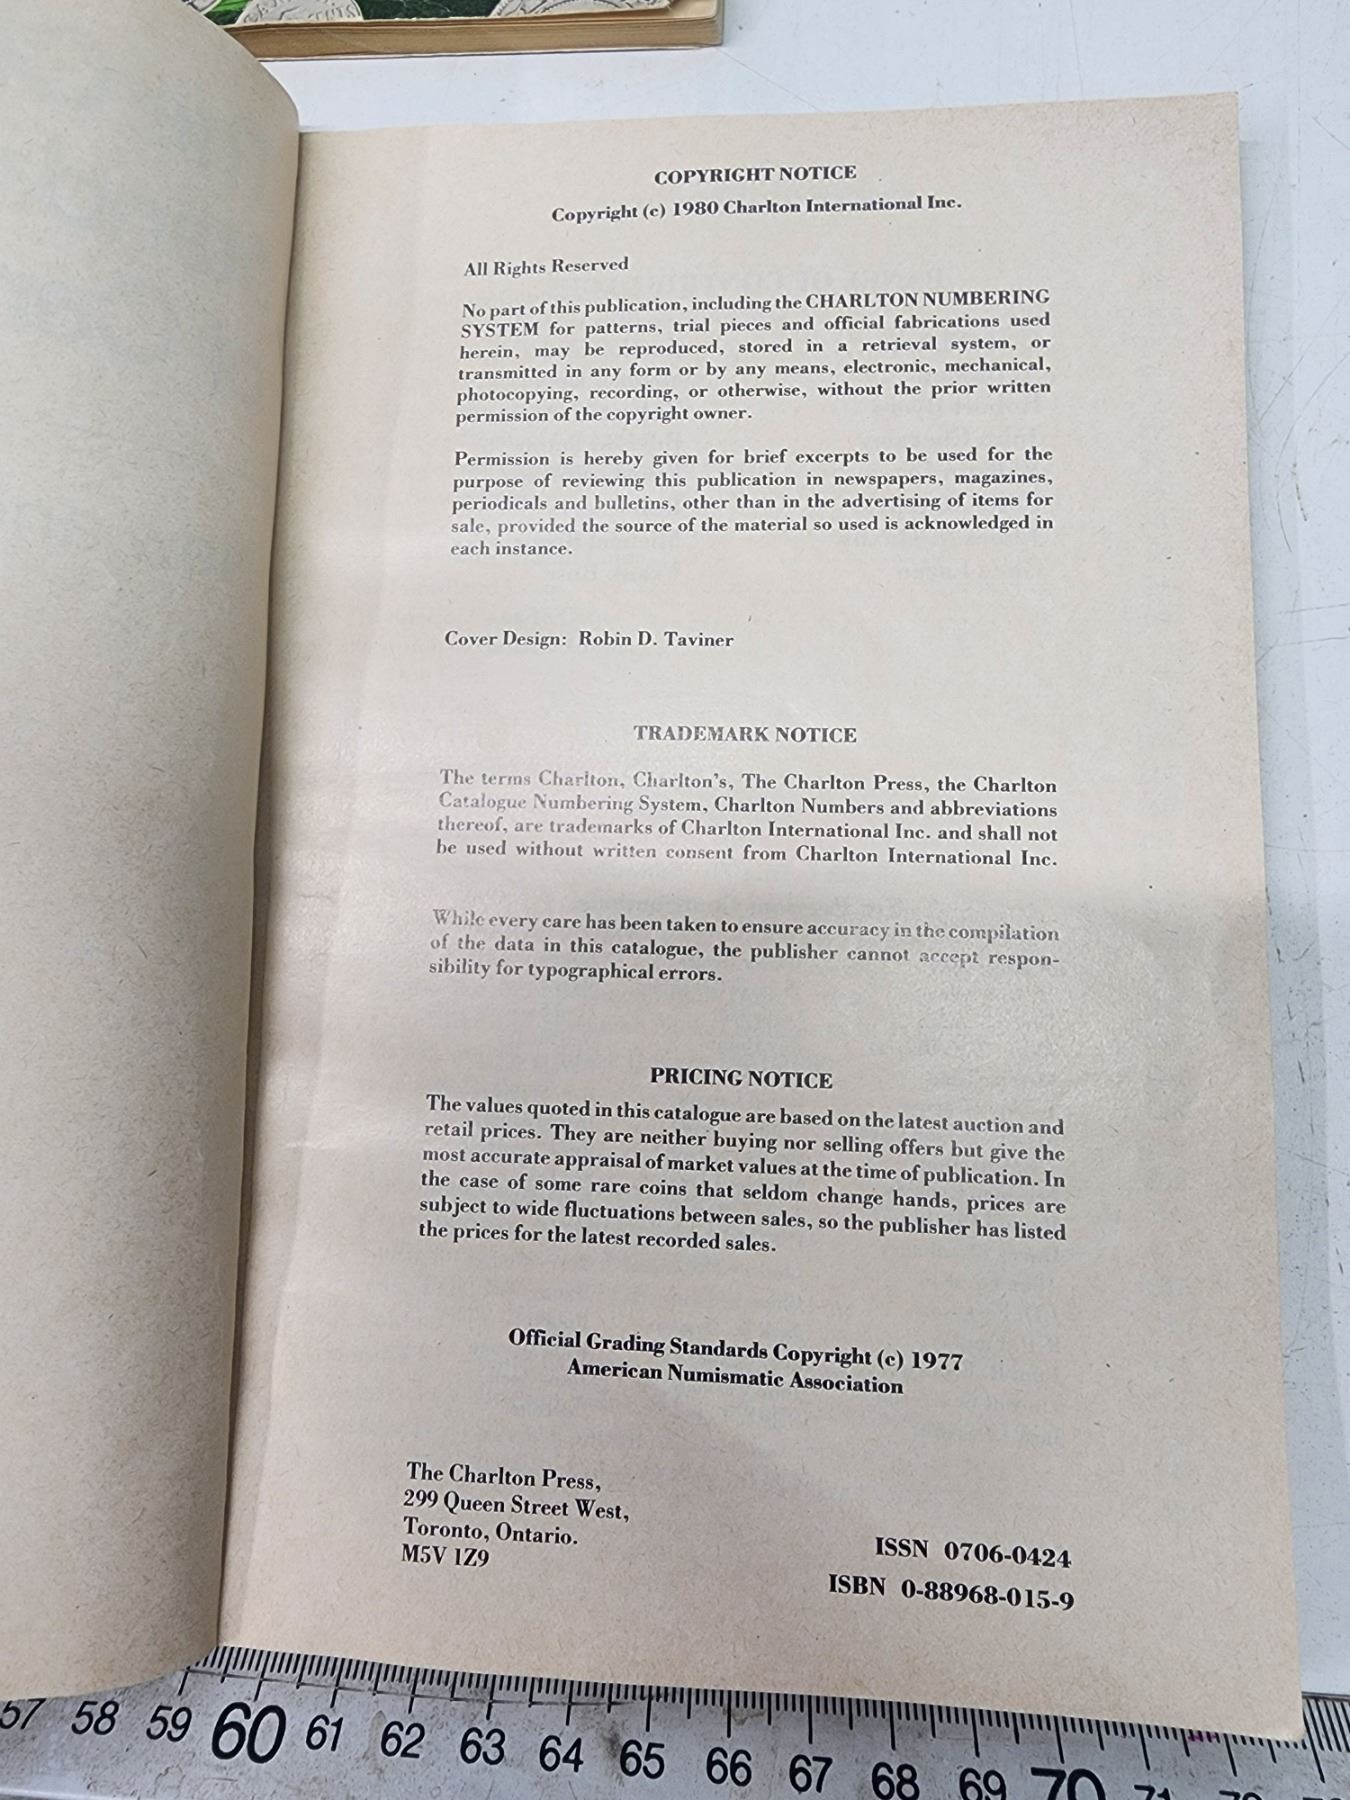 COPYRIGHT NOTICE
Copyright (c) 1980 Charlton International Inc.
All Rights Reserved
No part of this publication, including the CHARLTON NUMBERING
SYSTEM for patterns, trial pieces and official fabrications used
herein, may be reproduced, stored in a retrieval system, or
transmitted in any form or by any means, electronic, mechanical,
photocopying, recording, or otherwise, without the prior written
permission of the copyright owner.
Permission is hereby given for brief excerpts to be used for the
purpose of reviewing this publication in newspapers, magazines,
periodicals and bulletins, other than in the advertising of items for
sale, provided the source of the material so used is acknowledged in
each instance.
Cover Design: Robin D. Taviner
TRADEMARK NOTICE
The terms Charlton, Charlton's, The Charlton Press, the Charlton
Catalogue Numbering System, Charlton Numbers and abbreviations
thereof, are trademarks of Charlton International Inc. and shall not
be used without written consent from Charlton International Inc.
While every care has been taken to ensure accuracy in the compilation
of the data in this catalogue, the publisher cannot accept respon-
sibility for typographical errors.
PRICING NOTICE
The values quoted in this catalogue are based on the latest auction and
retail prices. They are neither buying nor selling offers but give the
most accurate appraisal of market values at the time of publication. In
the case of some rare coins that seldom change hands, prices are
subject to wide fluctuations between sales, so the publisher has listed
the prices for the latest recorded sales.
Official Grading Standards Copyright (c) 1977
American Numismatic Association
The Charlton Press,
299 Queen Street West,
Toronto, Ontario.
M5V 1Z9
ISSN 0706-0424
ISBN 0-88968-015-9
57 58 59 60 61 62 63 64 65 66 67 68 69 70 71